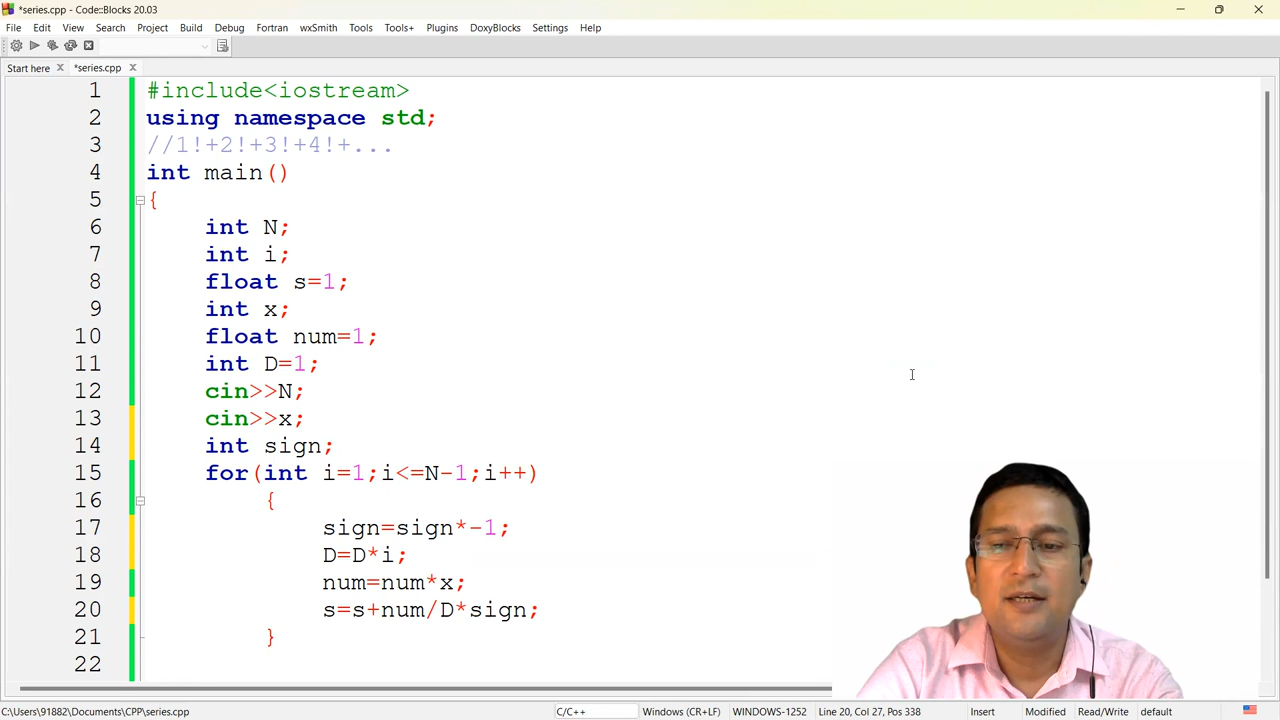 *series.cpp - Code::Blocks 20.03
File Edit View Search Project Build Debug Fortran wxSmith Tools Tools+ Plugins DoxyBlocks Settings Help
Start here *series.cpp
1 #include<iostream>
2 using namespace std;
3 //1!+2!+3!+4!+...
4 int main()
5 {
6 int N;
7 int i;
8 float s=1;
9 int x;
10 float num=1;
11 int D=1;
12 cin>>N;
13 cin>>x;
14 int sign;
15 for(int i=1;i<=N-1;i++)
16 {
17 sign=sign*-1;
18 D=D*i;
19 num=num*x;
20 s=s+num/D*sign;
21 }
22
C:\Users\91882\Documents\CPP\series.cpp C/C++ Windows (CR+LF) WINDOWS-1252 Line 20, Col 27, Pos 338 Insert Modified Read/Write default